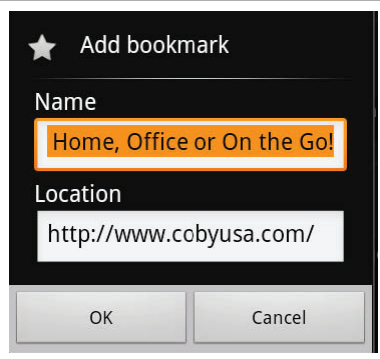 Add bookmark
Name
Home, Office or On the Go!
Location
http://www.cobyusa.com/
OK Cancel